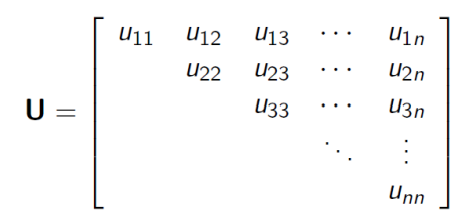 u₁₁ u₁₂ u₁₃ ⋯ u₁ₙ
u₂₂ u₂₃ ⋯ u₂ₙ
U = u₃₃ ⋯ u₃ₙ
⋱ ⋮
uₙₙ